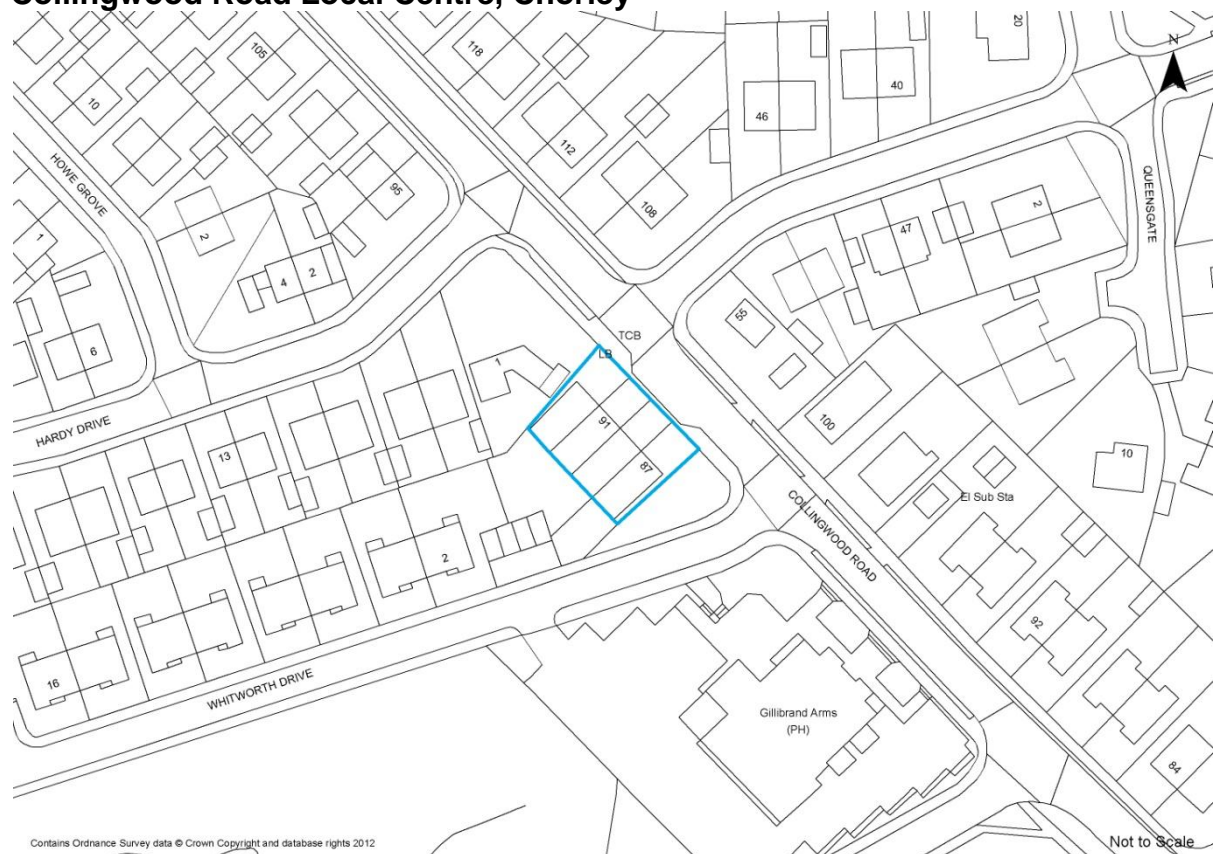 Collingwood Road Local Centre, Chorley
20
N
118
105
40
10
46
112
HOWE GROVE
95
108
QUEENSGATE
2
2
47
1
4
2
TCB
55
LB
6
1
HARDY DRIVE
91
100
13
87
10
El Sub Sta
COLLINGWOOD ROAD
2
92
16
WHITWORTH DRIVE
Gillibrand Arms
(PH)
84
Contains Ordnance Survey data © Crown Copyright and database rights 2012
Not to Scale